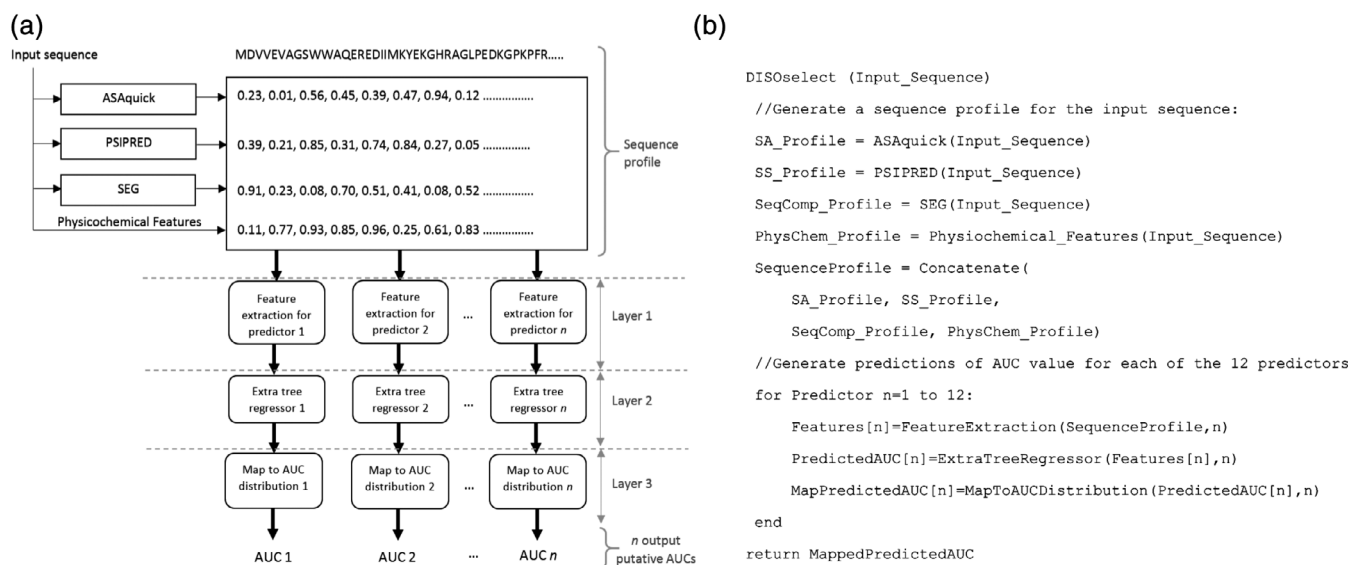 (a)
Input sequence
MDVVEVAGSWWAQEREDIIMKYEKGHRAGLPEDKGPKPFR.....
ASAquick
0.23, 0.01, 0.56, 0.45, 0.39, 0.47, 0.94, 0.12 ...............
PSIPRED
0.39, 0.21, 0.85, 0.31, 0.74, 0.84, 0.27, 0.05 ...............
SEG
0.91, 0.23, 0.08, 0.70, 0.51, 0.41, 0.08, 0.52 ...............
Physicochemical Features
0.11, 0.77, 0.93, 0.85, 0.96, 0.25, 0.61, 0.83 ...............
Sequence
profile
Feature
extraction for
predictor 1
Feature
extraction for
predictor 2
...
Feature
extraction for
predictor n
Layer 1
Extra tree
regressor 1
Extra tree
regressor 2
...
Extra tree
regressor n
Layer 2
Map to AUC
distribution 1
Map to AUC
distribution 2
...
Map to AUC
distribution n
Layer 3
AUC 1
AUC 2
...
AUC n
n output
putative AUCs
(b)
DISOselect (Input_Sequence)
//Generate a sequence profile for the input sequence:
SA_Profile = ASAquick(Input_Sequence)
SS_Profile = PSIPRED(Input_Sequence)
SeqComp_Profile = SEG(Input_Sequence)
PhysChem_Profile = Physiochemical_Features(Input_Sequence)
SequenceProfile = Concatenate(
SA_Profile, SS_Profile,
SeqComp_Profile, PhysChem_Profile)
//Generate predictions of AUC value for each of the 12 predictors
for Predictor n=1 to 12:
Features[n]=FeatureExtraction(SequenceProfile,n)
PredictedAUC[n]=ExtraTreeRegressor(Features[n],n)
MapPredictedAUC[n]=MapToAUCDistribution(PredictedAUC[n],n)
end
return MappedPredictedAUC